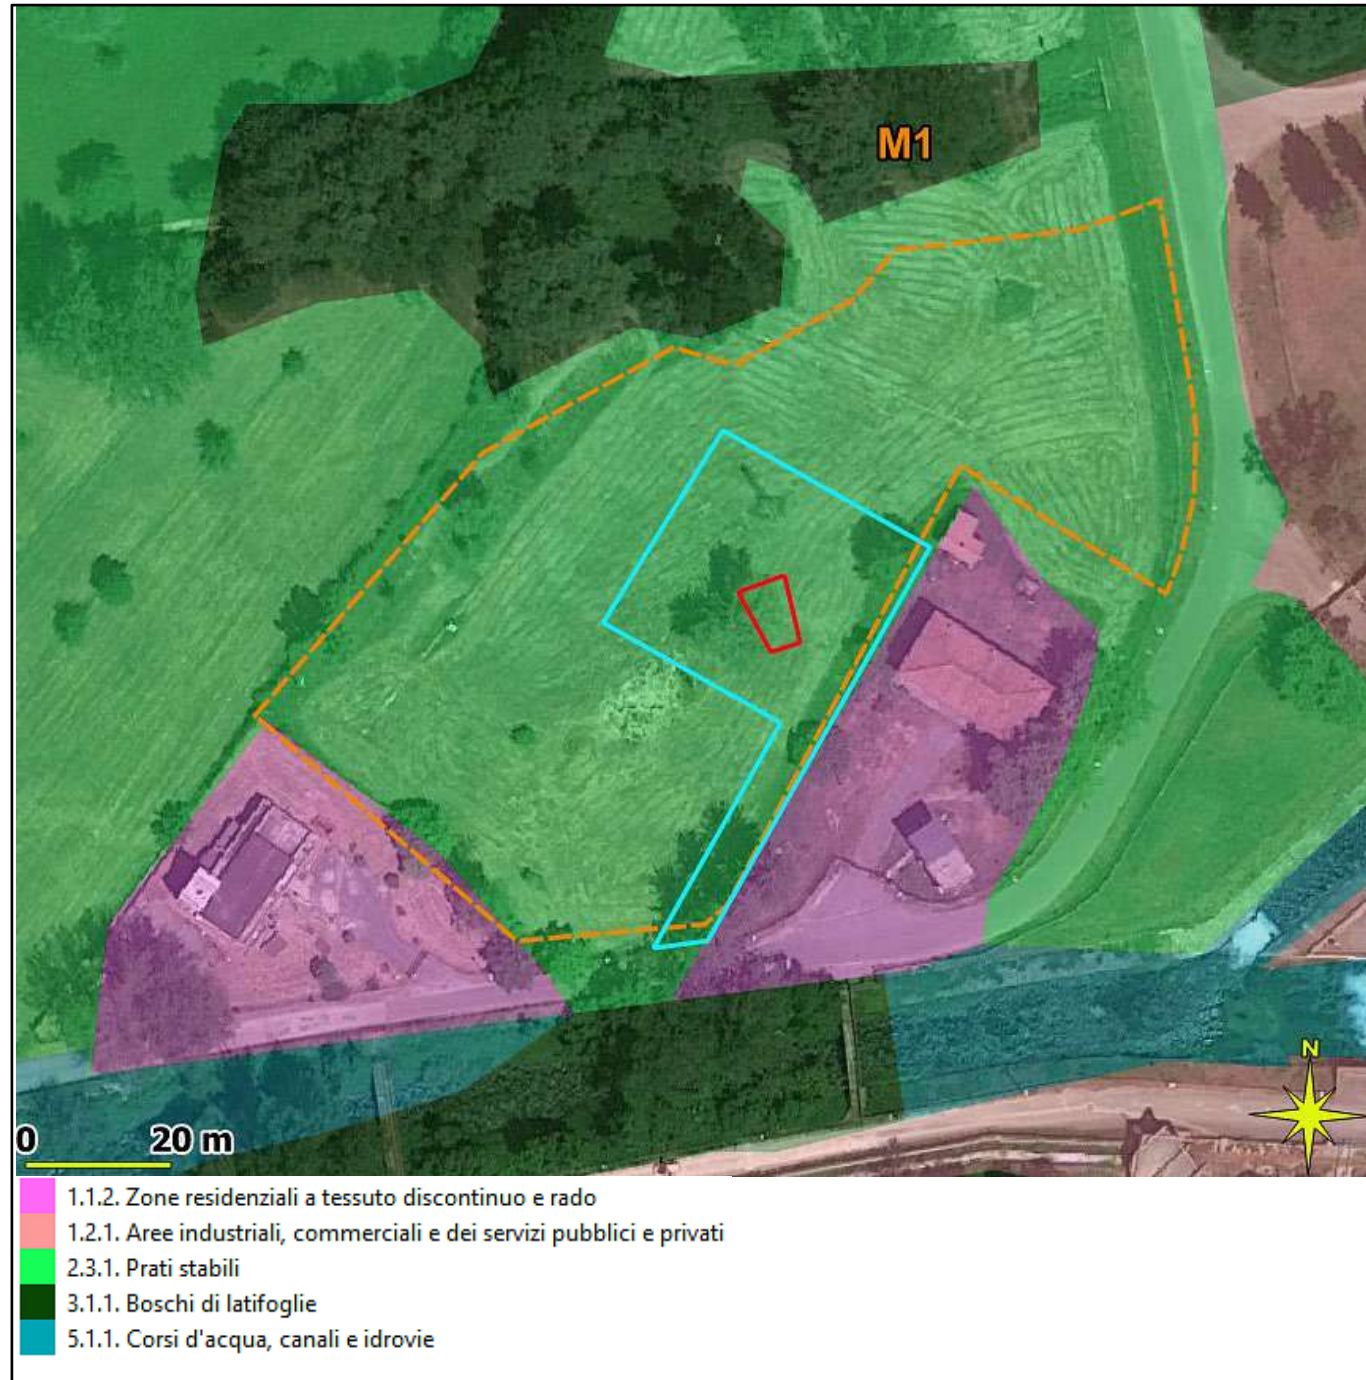 M1
N
0 20 m
1.1.2. Zone residenziali a tessuto discontinuo e rado
1.2.1. Aree industriali, commerciali e dei servizi pubblici e privati
2.3.1. Prati stabili
3.1.1. Boschi di latifoglie
5.1.1. Corsi d'acqua, canali e idrovie